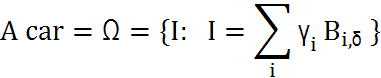 A car = Ω = {I: I = ∑ᵢ γᵢ Bᵢ,δ }